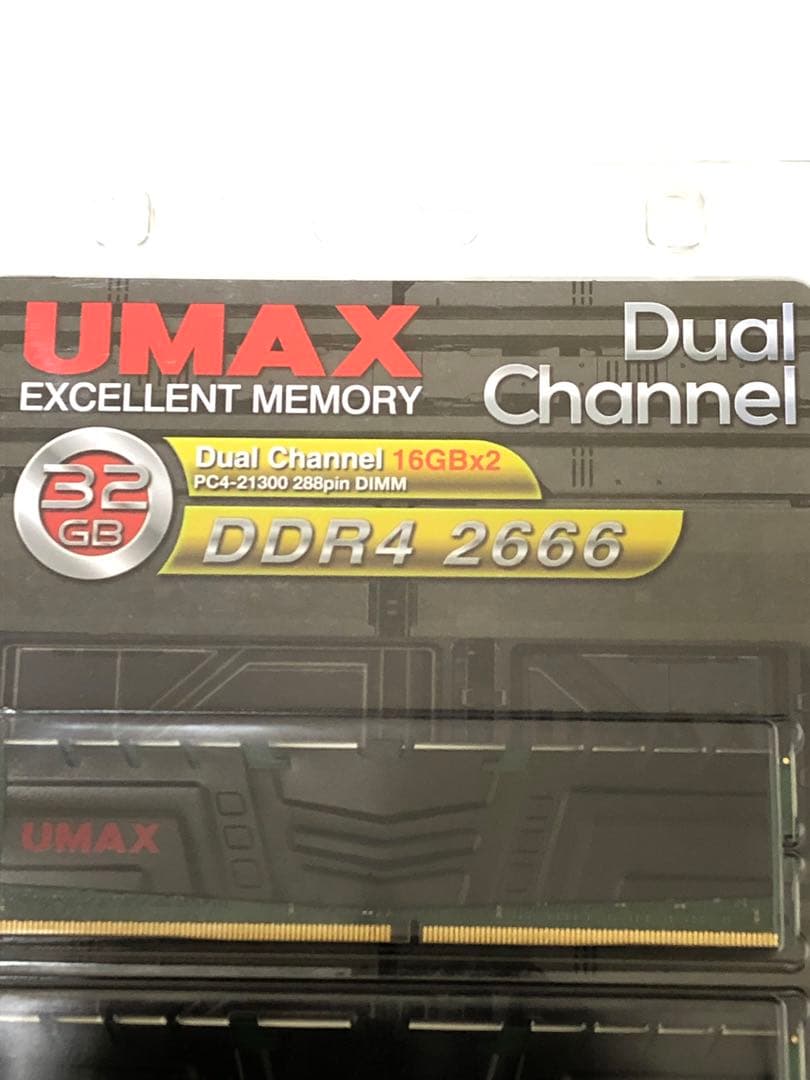 UMAX
EXCELLENT MEMORY
Dual
Channel
32
GB
Dual Channel 16GBx2
PC4-21300 288pin DIMM
DDR4 2666
UMAX